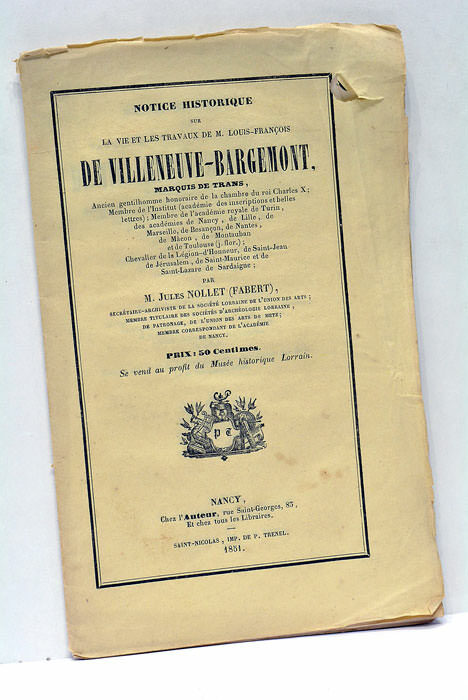 NOTICE HISTORIQUE
SUR
LA VIE ET LES TRAVAUX DE M. LOUIS-FRANÇOIS
DE VILLENEUVE-BARGEMONT,
MARQUIS DE TRANS,
Ancien gentilhomme honoraire de la chambre du roi Charles X;
Membre de l'Institut (académie des inscriptions et belles
lettres); Membre de l'académie royale de Turin,
des académies de Nancy, de Lille, de
Marseille, de Besançon, de Nantes,
de Mâcon, de Montauban
et de Toulouse (j. flor.);
Chevalier de la Légion-d'Honneur, de Saint-Jean
de Jérusalem, de Saint-Maurice et de
Saint-Lazare de Sardaigne;
PAR
M. JULES NOLLET (FABERT),
SECRÉTAIRE-ARCHIVISTE DE LA SOCIÉTÉ LORRAINE DE L'UNION DES ARTS;
MEMBRE TITULAIRE DES SOCIÉTÉS D'ARCHÉOLOGIE LORRAINE,
DE PATRONAGE, DE L'UNION DES ARTS DE METZ;
MEMBRE CORRESPONDANT DE L'ACADÉMIE
DE NANCY.
PRIX: 50 Centimes.
Se vend au profit du Musée historique Lorrain.
P T
NANCY,
Chez l'Auteur, rue Saint-Georges, 83,
Et chez tous les Libraires.
SAINT-NICOLAS, IMP. DE P. TRENEL.
1851.